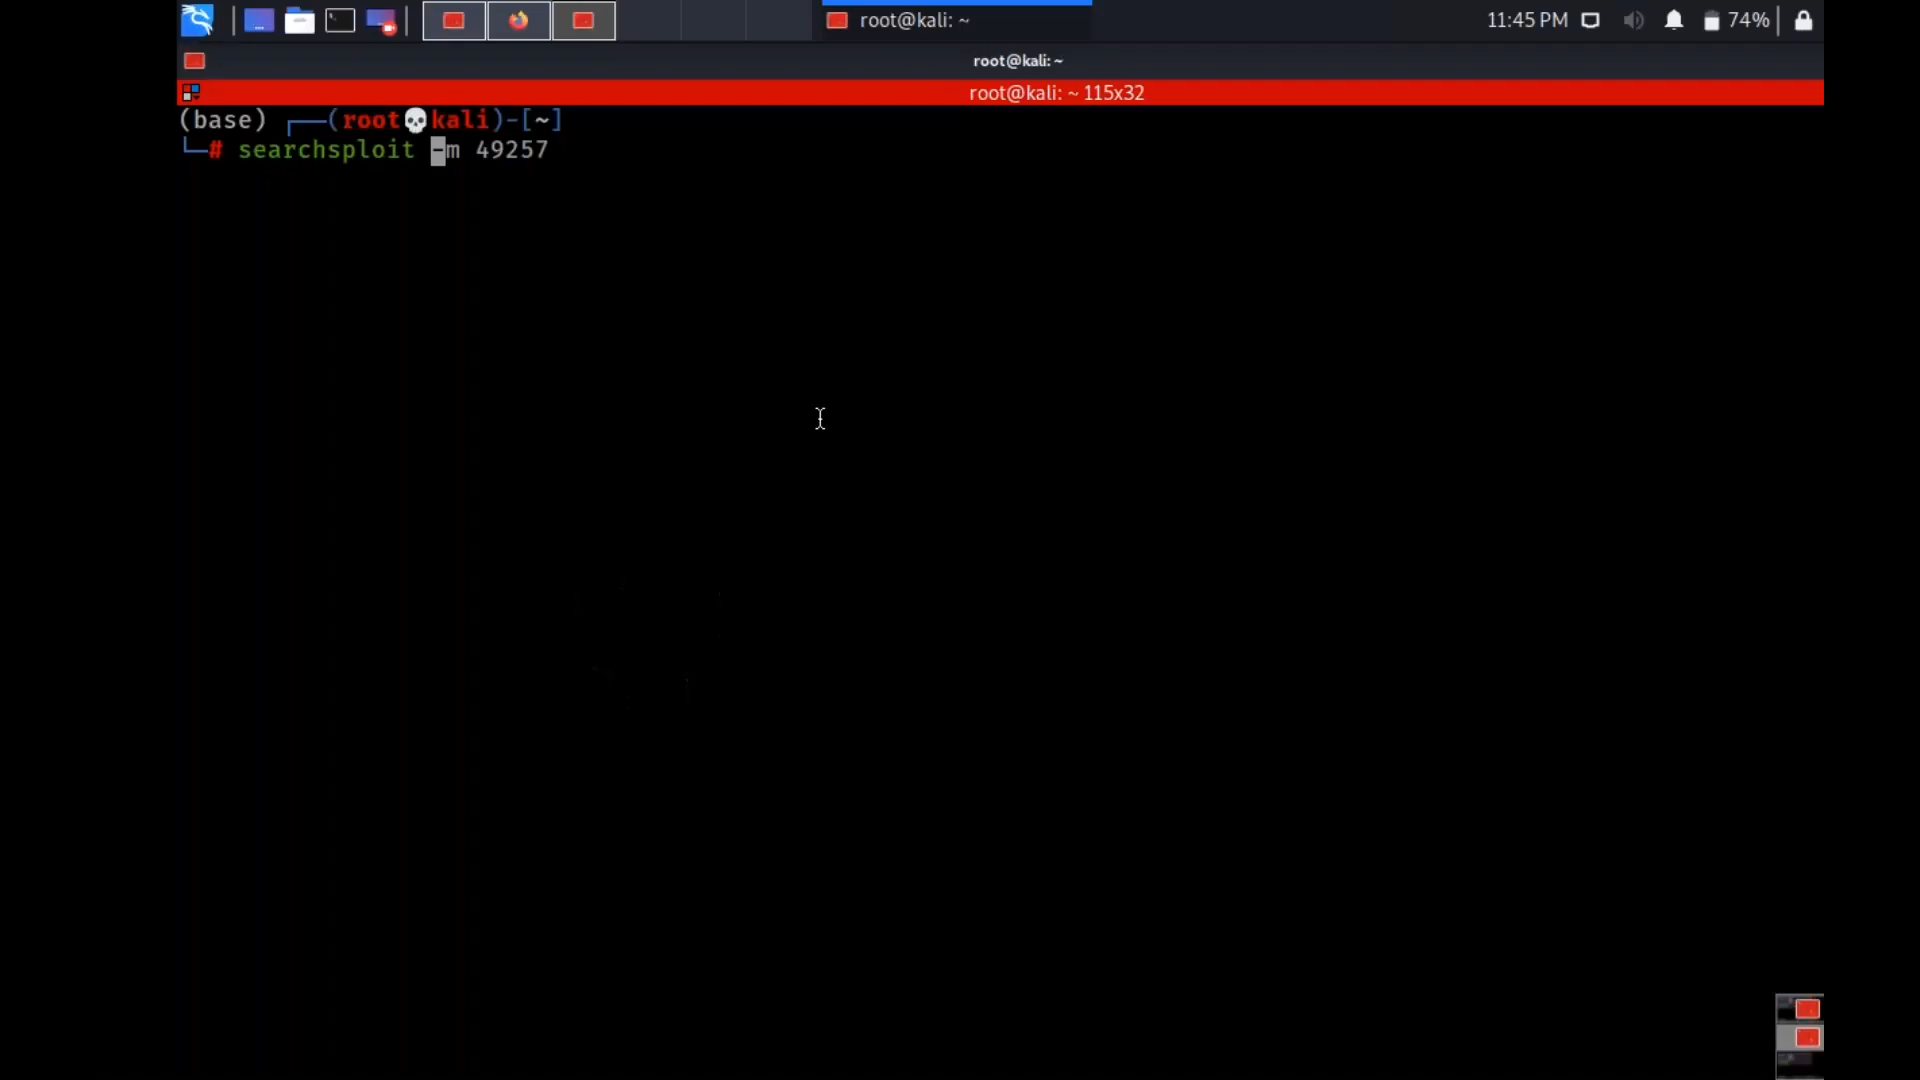 root@kali: ~
11:45 PM
74%
root@kali: ~
root@kali: ~ 115x32
(base) ┌──(root💀kali)-[~]
└─# searchsploit -m 49257